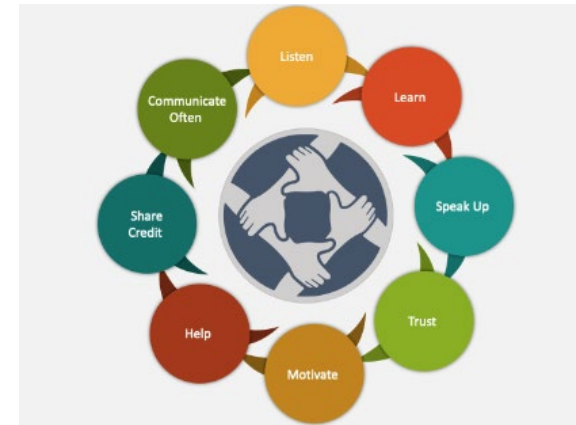 Listen
Learn
Speak Up
Trust
Motivate
Help
Share
Credit
Communicate
Often